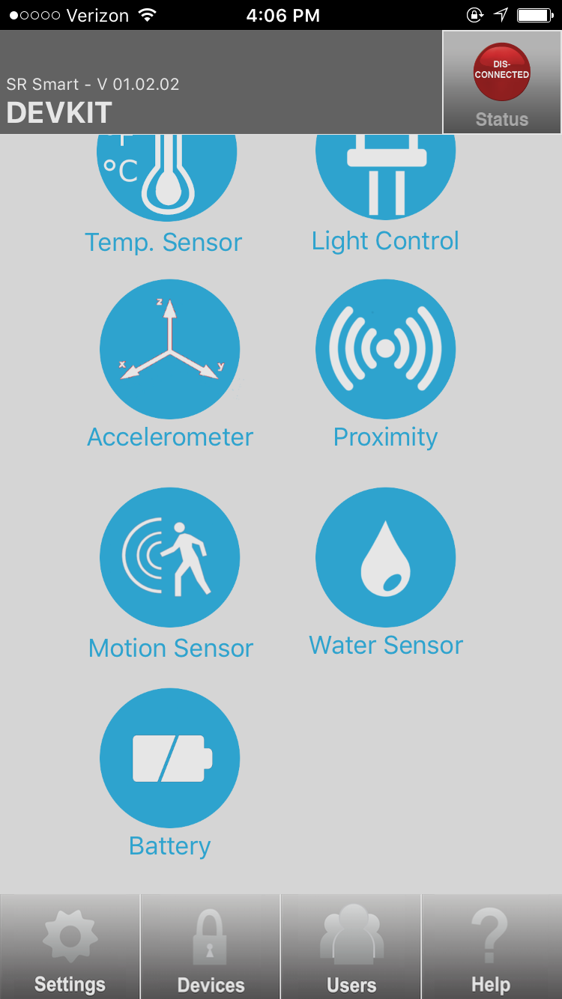 Verizon 4:06 PM
SR Smart - V 01.02.02
DEVKIT
DIS-
CONNECTED
Status
°F
°C
Temp. Sensor Light Control
z
x y
Accelerometer Proximity
Motion Sensor Water Sensor
Battery
Settings Devices Users Help